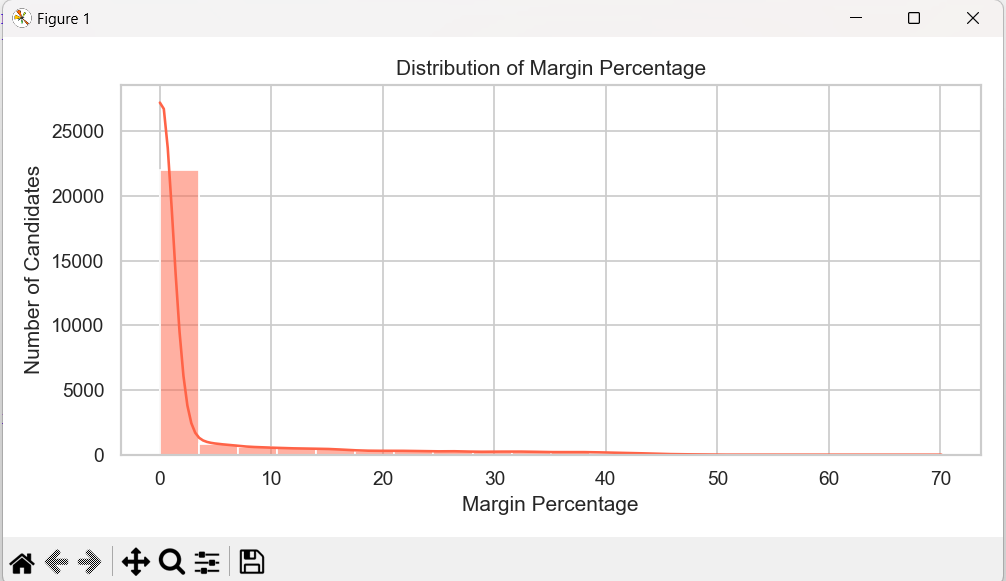 Figure 1
Distribution of Margin Percentage
25000
20000
15000
10000
5000
0
Number of Candidates
0 10 20 30 40 50 60 70
Margin Percentage